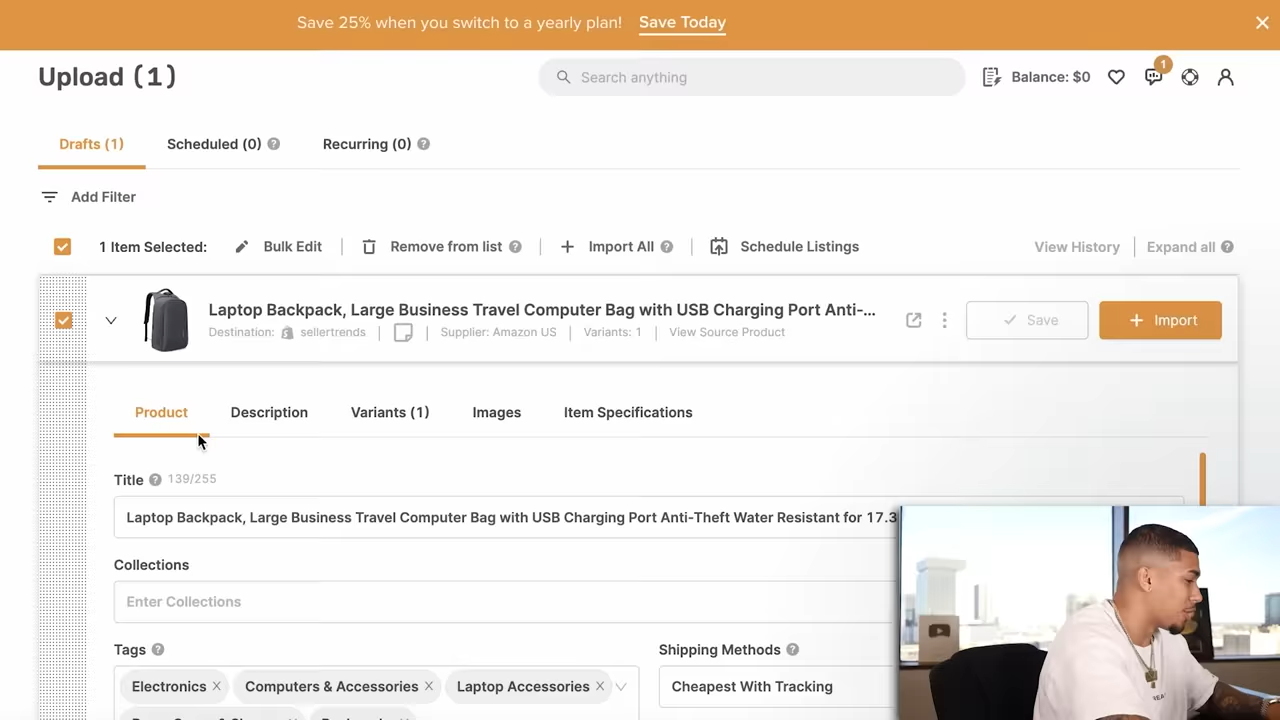 Save 25% when you switch to a yearly plan! Save Today
Upload (1)
Search anything
Balance: $0
1
Drafts (1)
Scheduled (0)
Recurring (0)
Add Filter
1 Item Selected:
Bulk Edit
Remove from list
Import All
Schedule Listings
View History
Expand all
Laptop Backpack, Large Business Travel Computer Bag with USB Charging Port Anti-...
Destination: sellertrends
Supplier: Amazon US
Variants: 1
View Source Product
Save
Import
Product
Description
Variants (1)
Images
Item Specifications
Title 139/255
Laptop Backpack, Large Business Travel Computer Bag with USB Charging Port Anti-Theft Water Resistant for 17.3
Collections
Enter Collections
Tags
Shipping Methods
Electronics
Computers & Accessories
Laptop Accessories
Cheapest With Tracking